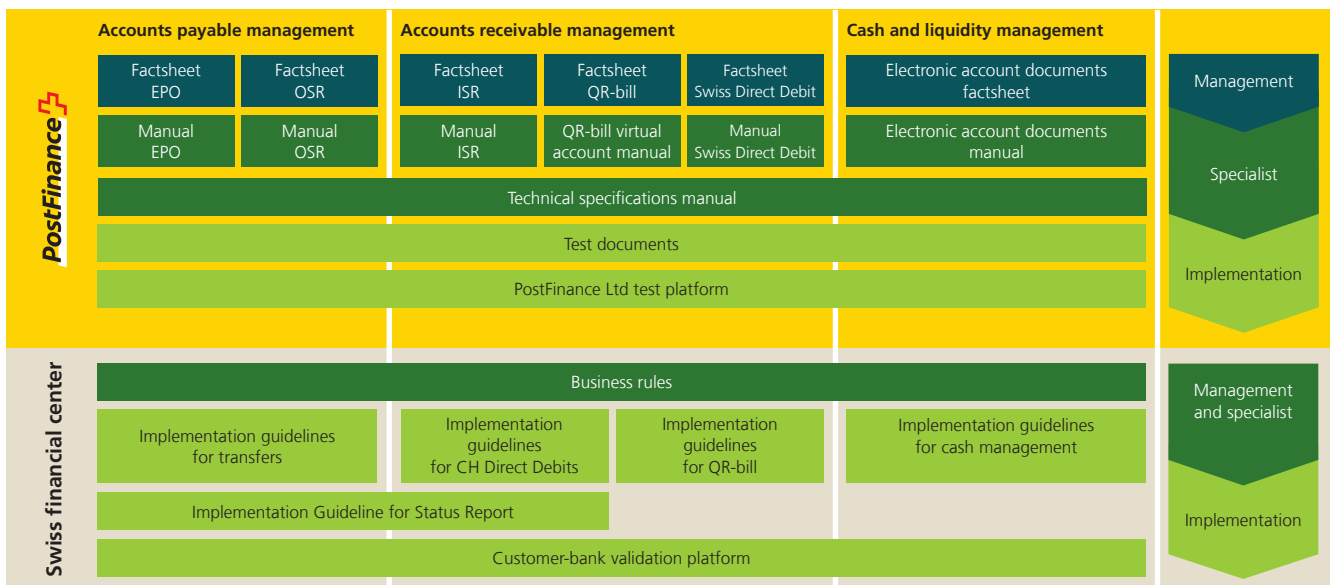 Accounts payable management
Accounts receivable management
Cash and liquidity management
PostFinance
Factsheet
EPO
Factsheet
OSR
Factsheet
ISR
Factsheet
QR-bill
Factsheet
Swiss Direct Debit
Electronic account documents
factsheet
Management
Manual
EPO
Manual
OSR
Manual
ISR
QR-bill virtual
account manual
Manual
Swiss Direct Debit
Electronic account documents
manual
Specialist
Technical specifications manual
Test documents
PostFinance Ltd test platform
Implementation
Swiss financial center
Business rules
Management
and specialist
Implementation guidelines
for transfers
Implementation
guidelines
for CH Direct Debits
Implementation
guidelines
for QR-bill
Implementation guidelines
for cash management
Implementation Guideline for Status Report
Implementation
Customer-bank validation platform